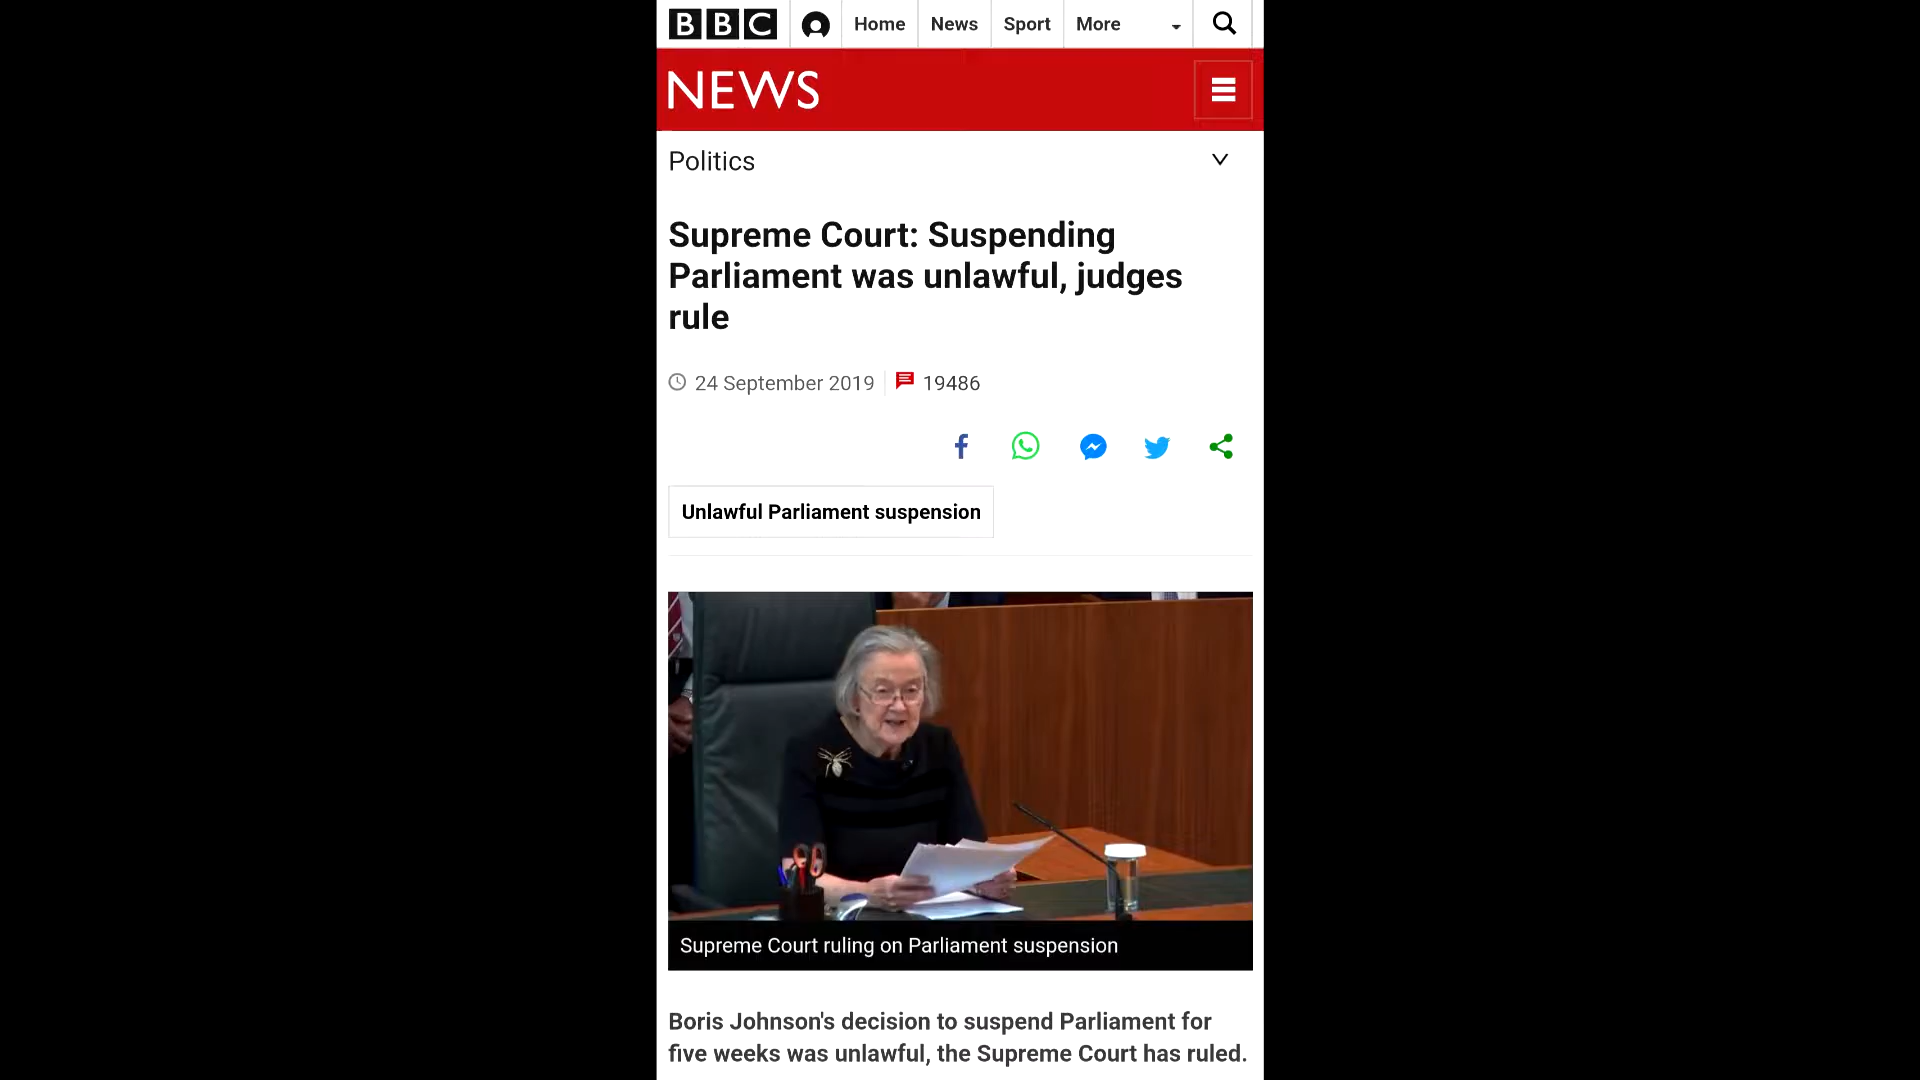 BBC Home News Sport More
NEWS
Politics
Supreme Court: Suspending
Parliament was unlawful, judges
rule
24 September 2019 19486
Unlawful Parliament suspension
Supreme Court ruling on Parliament suspension
Boris Johnson's decision to suspend Parliament for
five weeks was unlawful, the Supreme Court has ruled.